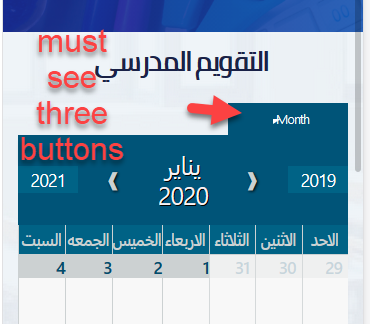 must
see
three
buttons
التقويم المدرسي
Month
2019 ❱ يناير 2020 ❰ 2021
الاحد الاثنين الثلاثاء الاربعاء الخميس الجمعه السبت
29 30 31 1 2 3 4